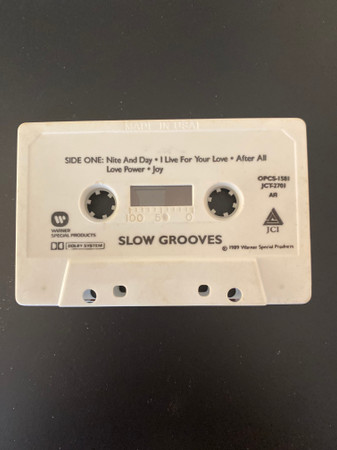 MADE IN USA
SIDE ONE: Nite And Day • I Live For Your Love • After All
Love Power • Joy
OPCS-1581
JCT-2701
AR
WARNER
SPECIAL PRODUCTS
DOLBY SYSTEM
100 50 0
JCI
SLOW GROOVES
© 1989 Warner Special Products